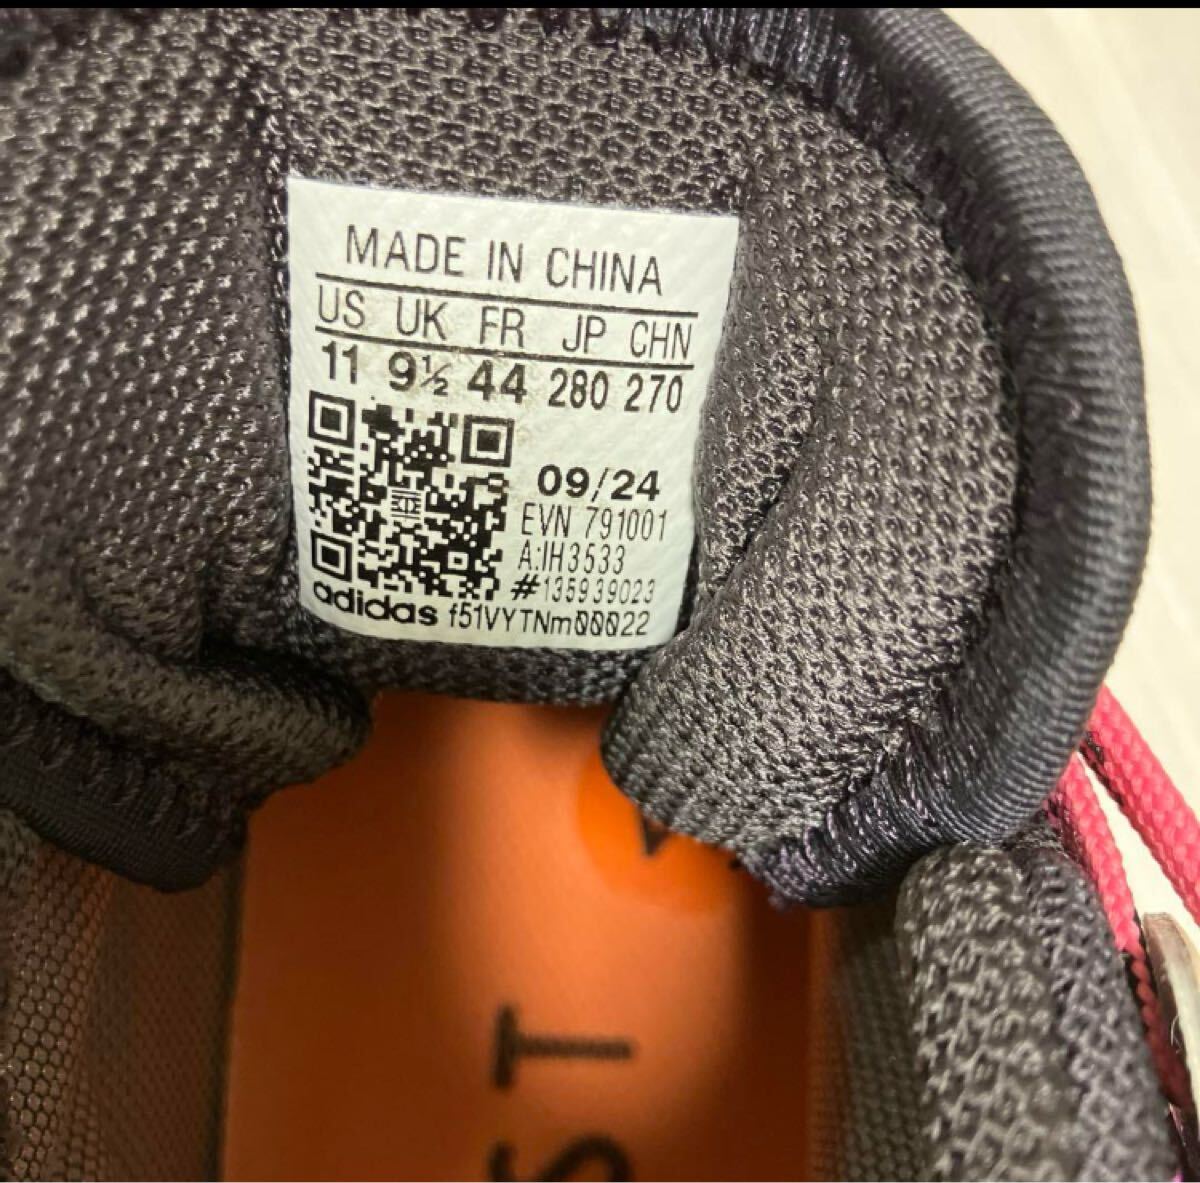 MADE IN CHINA
US UK FR JP CHN
11 9½ 44 280 270
09/24
EVN 791001
A:IH3533
#135939023
adidas f51VYTNm00022
ST